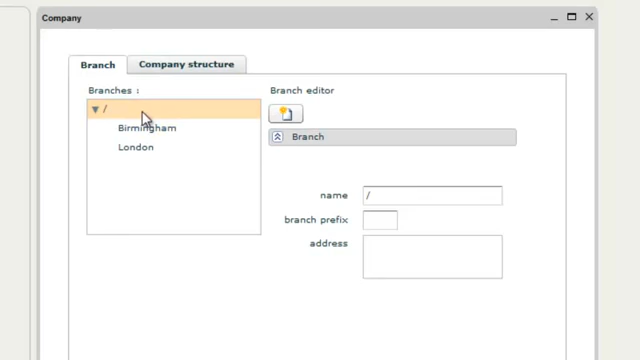 Company
Branch
Company structure
Branches :
/
Birmingham
London
Branch editor
Branch
name
/
branch prefix
address